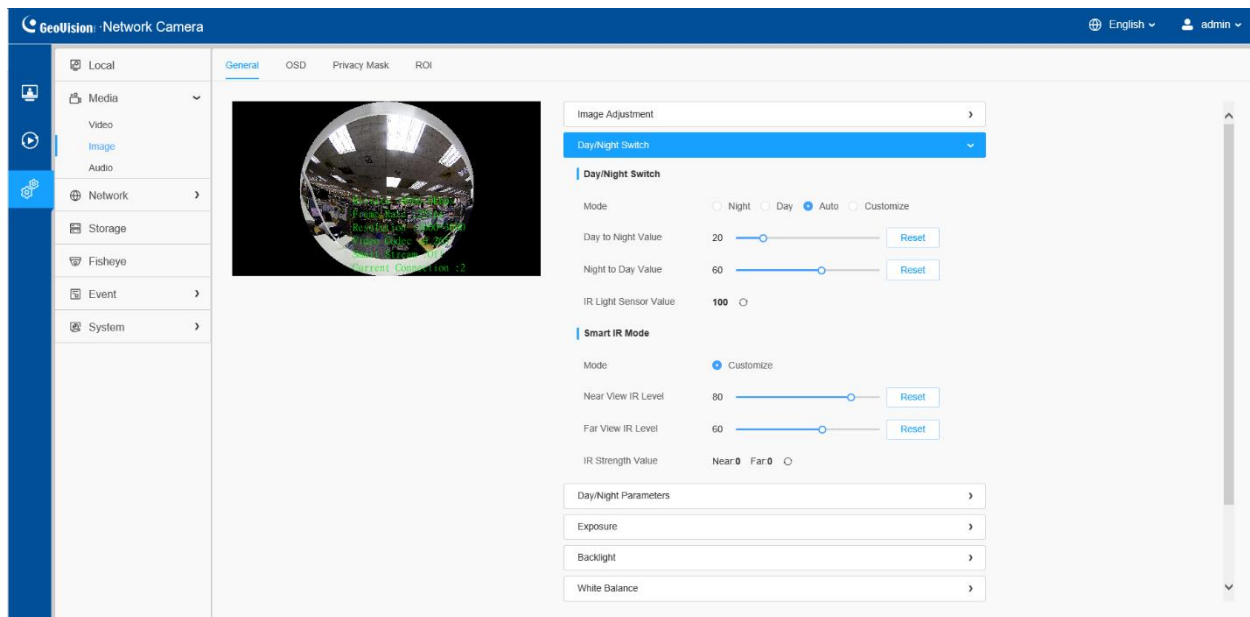 GeoVision Network Camera
English
admin
Local
Media
Video
Image
Audio
Network
Storage
Fisheye
Event
System
General OSD Privacy Mask ROI
Current Connection :2
Image Adjustment
Day/Night Switch
Day/Night Switch
Mode Night Day Auto Customize
Day to Night Value 20 Reset
Night to Day Value 60 Reset
IR Light Sensor Value 100
Smart IR Mode
Mode Customize
Near View IR Level 80 Reset
Far View IR Level 60 Reset
IR Strength Value Near:0 Far:0
Day/Night Parameters
Exposure
Backlight
White Balance